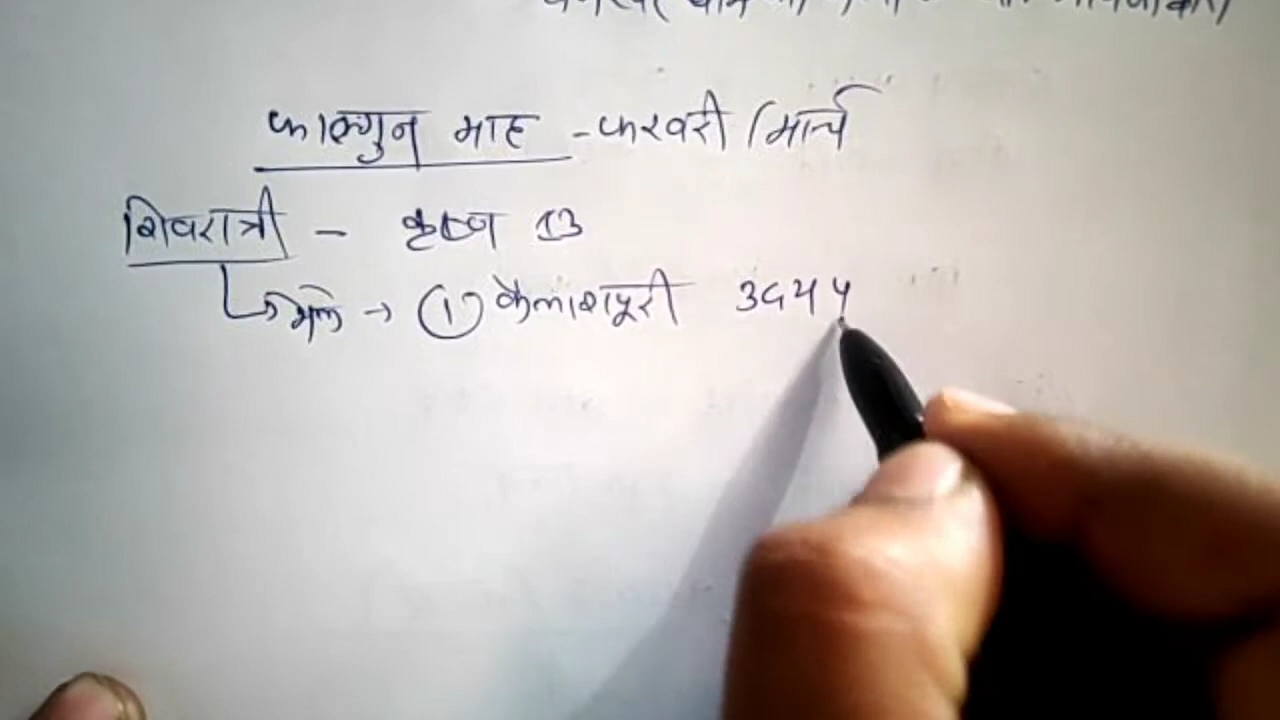 फाल्गुन माह - फरवरी / मार्च
शिवरात्री - कृष्ण 13
मेले → ① कैलाशपूरी उदयप